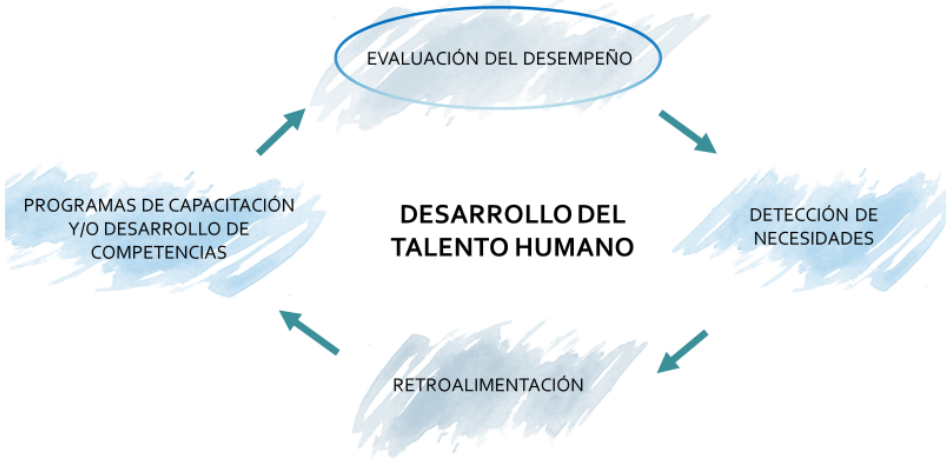 EVALUACIÓN DEL DESEMPEÑO
PROGRAMAS DE CAPACITACIÓN
Y/O DESARROLLO DE
COMPETENCIAS
DESARROLLO DEL
TALENTO HUMANO
DETECCIÓN DE
NECESIDADES
RETROALIMENTACIÓN